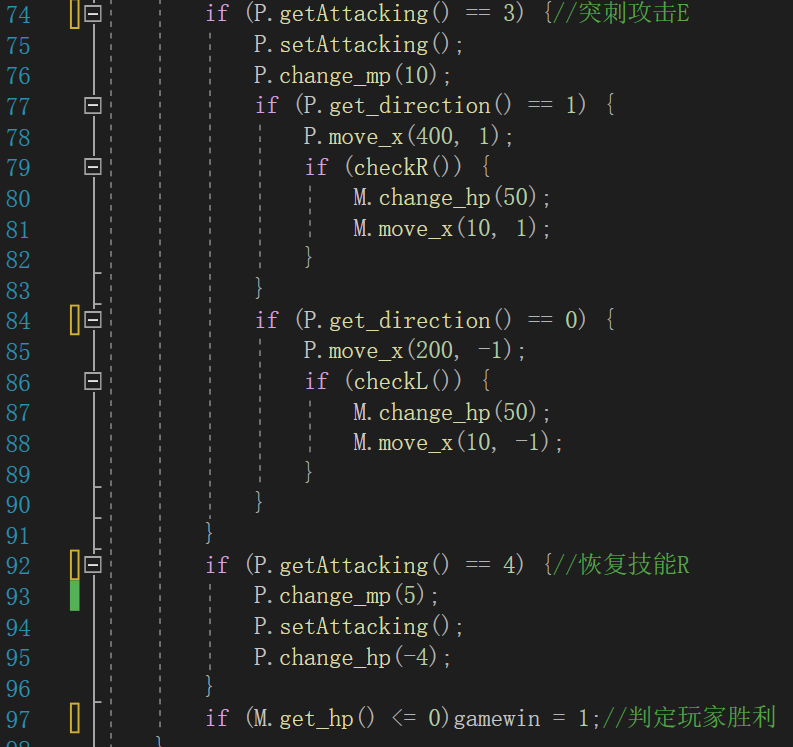 74 if (P.getAttacking() == 3) {//突刺攻击E
75 P.setAttacking();
76 P.change_mp(10);
77 if (P.get_direction() == 1) {
78 P.move_x(400, 1);
79 if (checkR()) {
80 M.change_hp(50);
81 M.move_x(10, 1);
82 }
83 }
84 if (P.get_direction() == 0) {
85 P.move_x(200, -1);
86 if (checkL()) {
87 M.change_hp(50);
88 M.move_x(10, -1);
89 }
90 }
91 }
92 if (P.getAttacking() == 4) {//恢复技能R
93 P.change_mp(5);
94 P.setAttacking();
95 P.change_hp(-4);
96 }
97 if (M.get_hp() <= 0)gamewin = 1;//判定玩家胜利
98 }